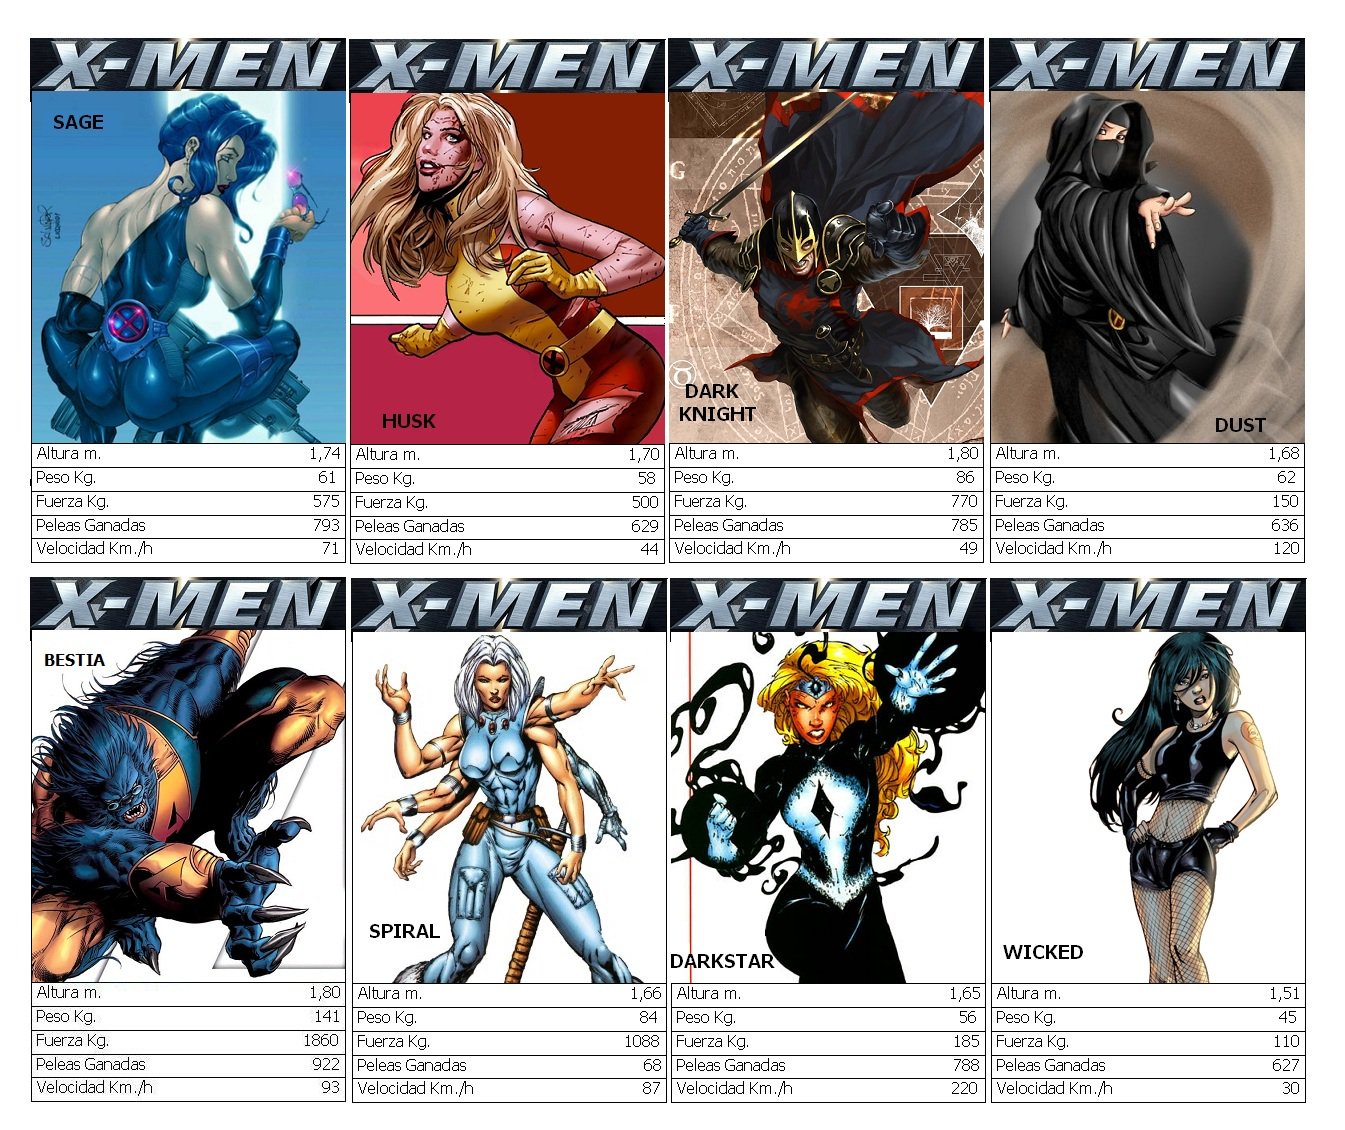 X-MEN
SAGE
Altura m. 1,74
Peso Kg. 61
Fuerza Kg. 575
Peleas Ganadas 793
Velocidad Km./h 71
X-MEN
HUSK
Altura m. 1,70
Peso Kg. 58
Fuerza Kg. 500
Peleas Ganadas 629
Velocidad Km./h 44
X-MEN
DARK
KNIGHT
Altura m. 1,80
Peso Kg. 86
Fuerza Kg. 770
Peleas Ganadas 785
Velocidad Km./h 49
X-MEN
DUST
Altura m. 1,68
Peso Kg. 62
Fuerza Kg. 150
Peleas Ganadas 636
Velocidad Km./h 120
X-MEN
BESTIA
Altura m. 1,80
Peso Kg. 141
Fuerza Kg. 1860
Peleas Ganadas 922
Velocidad Km./h 93
X-MEN
SPIRAL
Altura m. 1,66
Peso Kg. 84
Fuerza Kg. 1088
Peleas Ganadas 68
Velocidad Km./h 87
X-MEN
DARKSTAR
Altura m. 1,65
Peso Kg. 56
Fuerza Kg. 185
Peleas Ganadas 788
Velocidad Km./h 220
X-MEN
WICKED
Altura m. 1,51
Peso Kg. 45
Fuerza Kg. 110
Peleas Ganadas 627
Velocidad Km./h 30